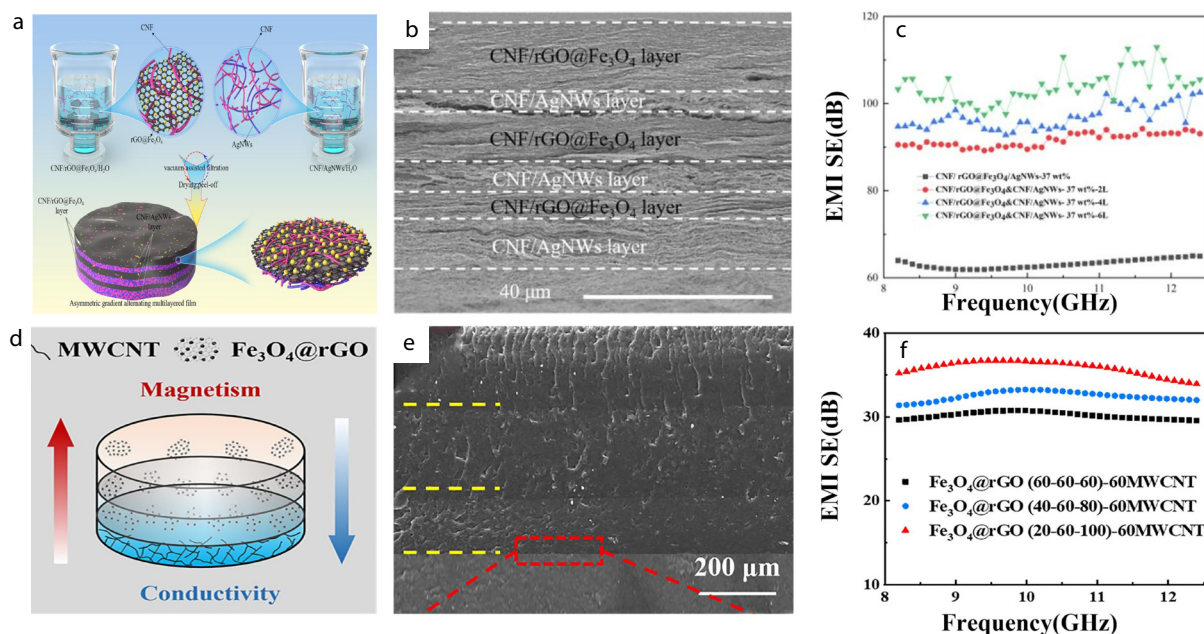 a
CNF
CNF
rGO@Fe₃O₄
AgNWs
CNF/rGO@Fe₃O₄/H₂O
CNF/AgNWs/H₂O
vacuum-assisted filtration
Drying/peel-off
CNF/rGO@Fe₃O₄
layer
CNF/AgNWs
layer
Asymmetric gradient alternating multilayered film
b
CNF/rGO@Fe₃O₄ layer
CNF/AgNWs layer
CNF/rGO@Fe₃O₄ layer
CNF/AgNWs layer
CNF/rGO@Fe₃O₄ layer
CNF/AgNWs layer
40 μm
c
EMI SE(dB)
120
100
80
60
CNF/ rGO@Fe₃O₄/AgNWs-37 wt%
CNF/rGO@Fe₃O₄&CNF/AgNWs- 37 wt%-2L
CNF/rGO@Fe₃O₄&CNF/AgNWs- 37 wt%-4L
CNF/rGO@Fe₃O₄&CNF/AgNWs- 37 wt%-6L
8 9 10 11 12
Frequency(GHz)
d
MWCNT Fe₃O₄@rGO
Magnetism
Conductivity
e
200 μm
f
EMI SE(dB)
40
30
20
10
Fe₃O₄@rGO (60-60-60)-60MWCNT
Fe₃O₄@rGO (40-60-80)-60MWCNT
Fe₃O₄@rGO (20-60-100)-60MWCNT
8 9 10 11 12
Frequency(GHz)